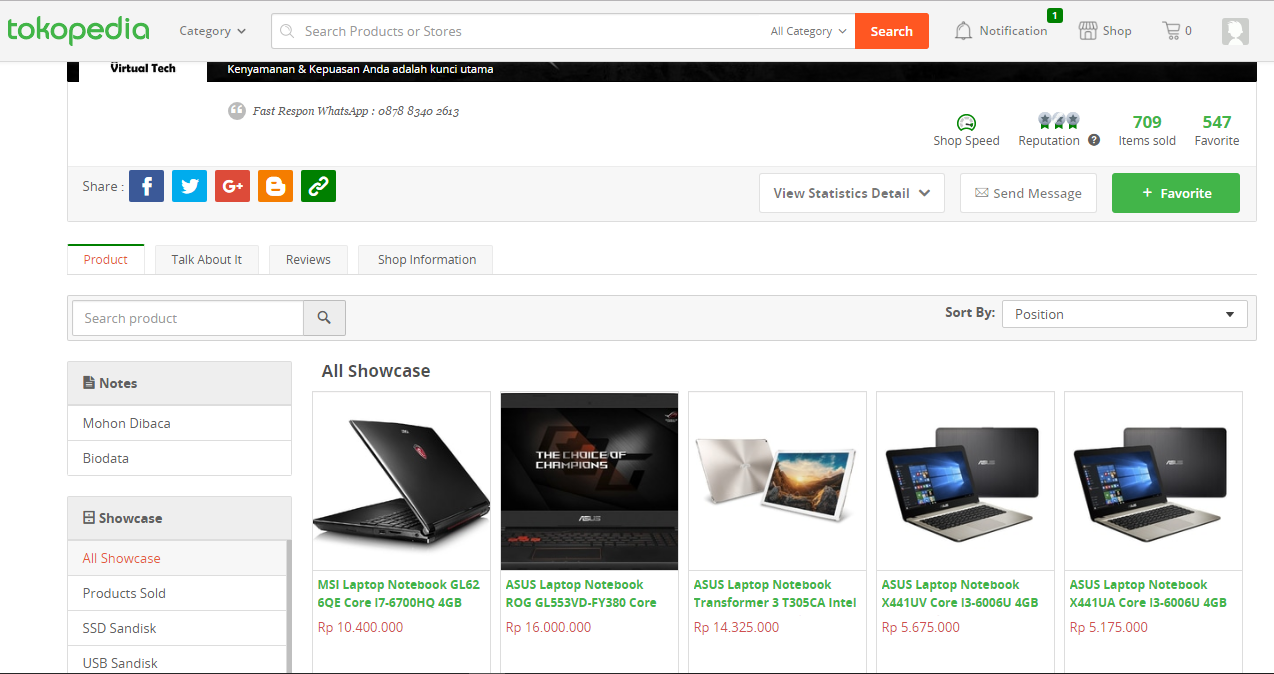 tokopedia
Category
Search Products or Stores
All Category
Search
Notification
1
Shop
0
Virtual Tech
Kenyamanan & Kepuasan Anda adalah kunci utama
Fast Respon WhatsApp : 0878 8340 2613
Shop Speed
Reputation ?
709
Items sold
547
Favorite
Share :
f
G+
View Statistics Detail
Send Message
+ Favorite
Product
Talk About It
Reviews
Shop Information
Search product
Sort By:
Position
Notes
Mohon Dibaca
Biodata
Showcase
All Showcase
Products Sold
SSD Sandisk
USB Sandisk
All Showcase
MSI Laptop Notebook GL62
6QE Core I7-6700HQ 4GB
Rp 10.400.000
THE CHOICE OF
CHAMPIONS
ASUS
ASUS Laptop Notebook
ROG GL553VD-FY380 Core
Rp 16.000.000
ASUS Laptop Notebook
Transformer 3 T305CA Intel
Rp 14.325.000
ASUS
ASUS Laptop Notebook
X441UV Core I3-6006U 4GB
Rp 5.675.000
ASUS
ASUS Laptop Notebook
X441UA Core I3-6006U 4GB
Rp 5.175.000